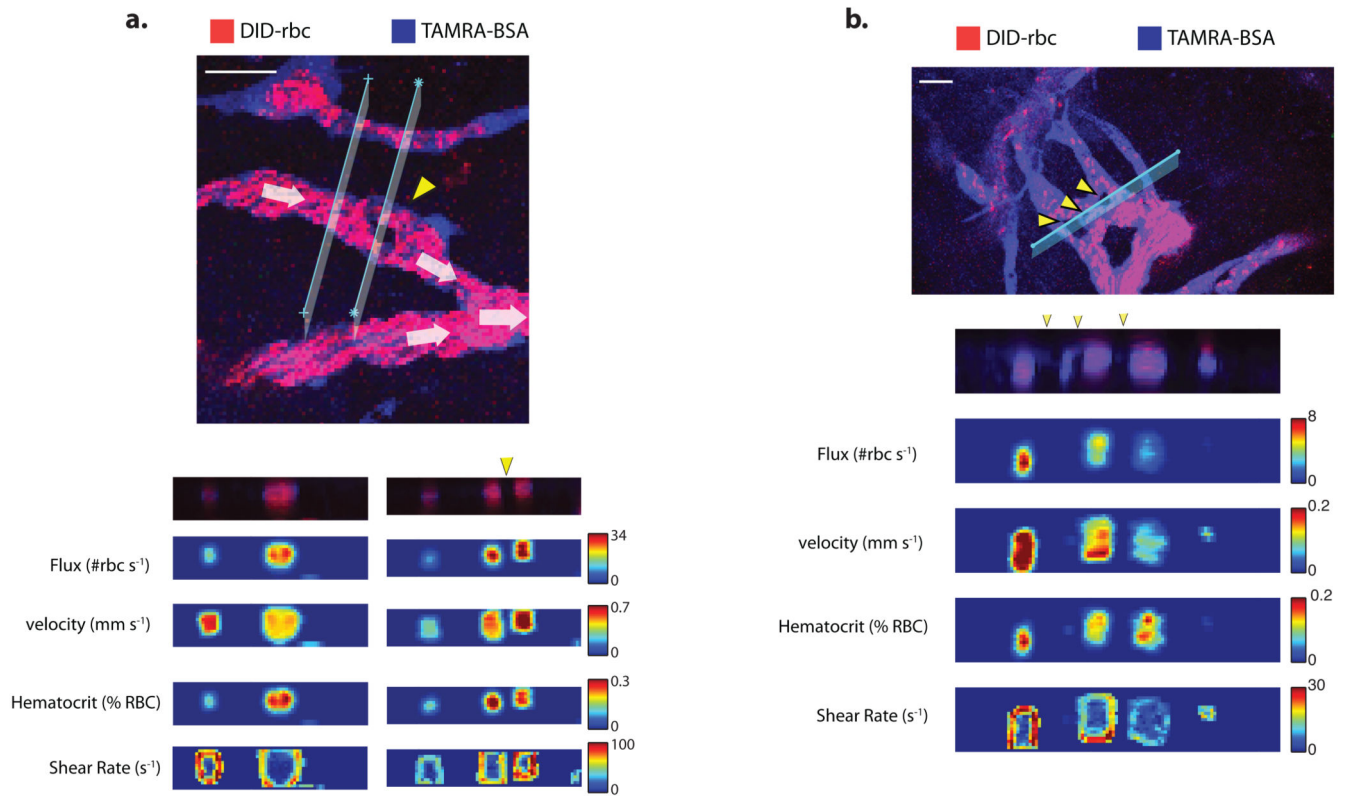 a.
DID-rbc TAMRA-BSA
Flux (#rbc s⁻¹)
34
0
velocity (mm s⁻¹)
0.7
0
Hematocrit (% RBC)
0.3
0
Shear Rate (s⁻¹)
100
0
b.
DID-rbc TAMRA-BSA
Flux (#rbc s⁻¹)
8
0
velocity (mm s⁻¹)
0.2
0
Hematocrit (% RBC)
0.2
0
Shear Rate (s⁻¹)
30
0